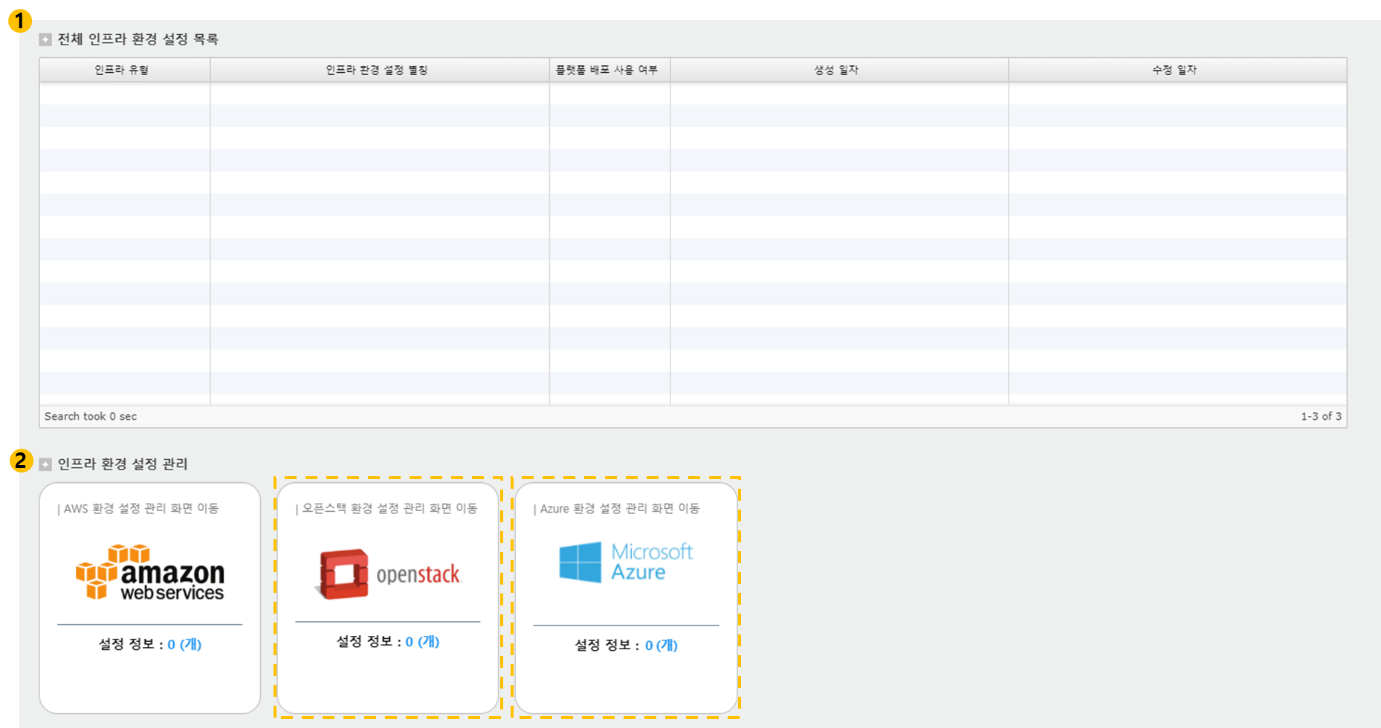 1
전체 인프라 환경 설정 목록
인프라 유형 인프라 환경 설정 별칭 플랫폼 배포 사용 여부 생성 일자 수정 일자
Search took 0 sec 1-3 of 3
2
인프라 환경 설정 관리
| AWS 환경 설정 관리 화면 이동
amazon
web services
설정 정보 : 0 (개)
| 오픈스택 환경 설정 관리 화면 이동
openstack
설정 정보 : 0 (개)
| Azure 환경 설정 관리 화면 이동
Microsoft
Azure
설정 정보 : 0 (개)